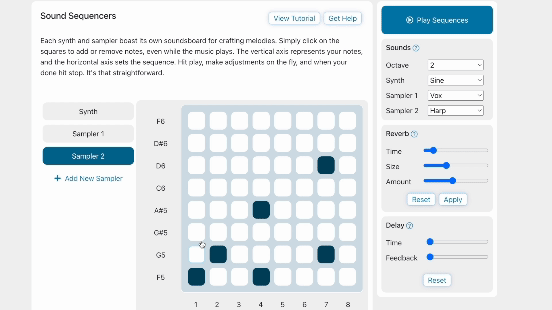 Sound Sequencers
View Tutorial
Get Help
Each synth and sampler boast its own soundboard for crafting melodies. Simply click on the
squares to add or remove notes, even while the music plays. The vertical axis represents your notes,
and the horizontal axis sets the sequence. Hit play, make adjustments on the fly, and when your
done hit stop. It's that straightforward.
Synth
Sampler 1
Sampler 2
+ Add New Sampler
F6
D#6
D6
C6
A#5
G#5
G5
F5
1 2 3 4 5 6 7 8
Play Sequences
Sounds ?
Octave 2
Synth Sine
Sampler 1 Vox
Sampler 2 Harp
Reverb ?
Time
Size
Amount
Reset Apply
Delay ?
Time
Feedback
Reset